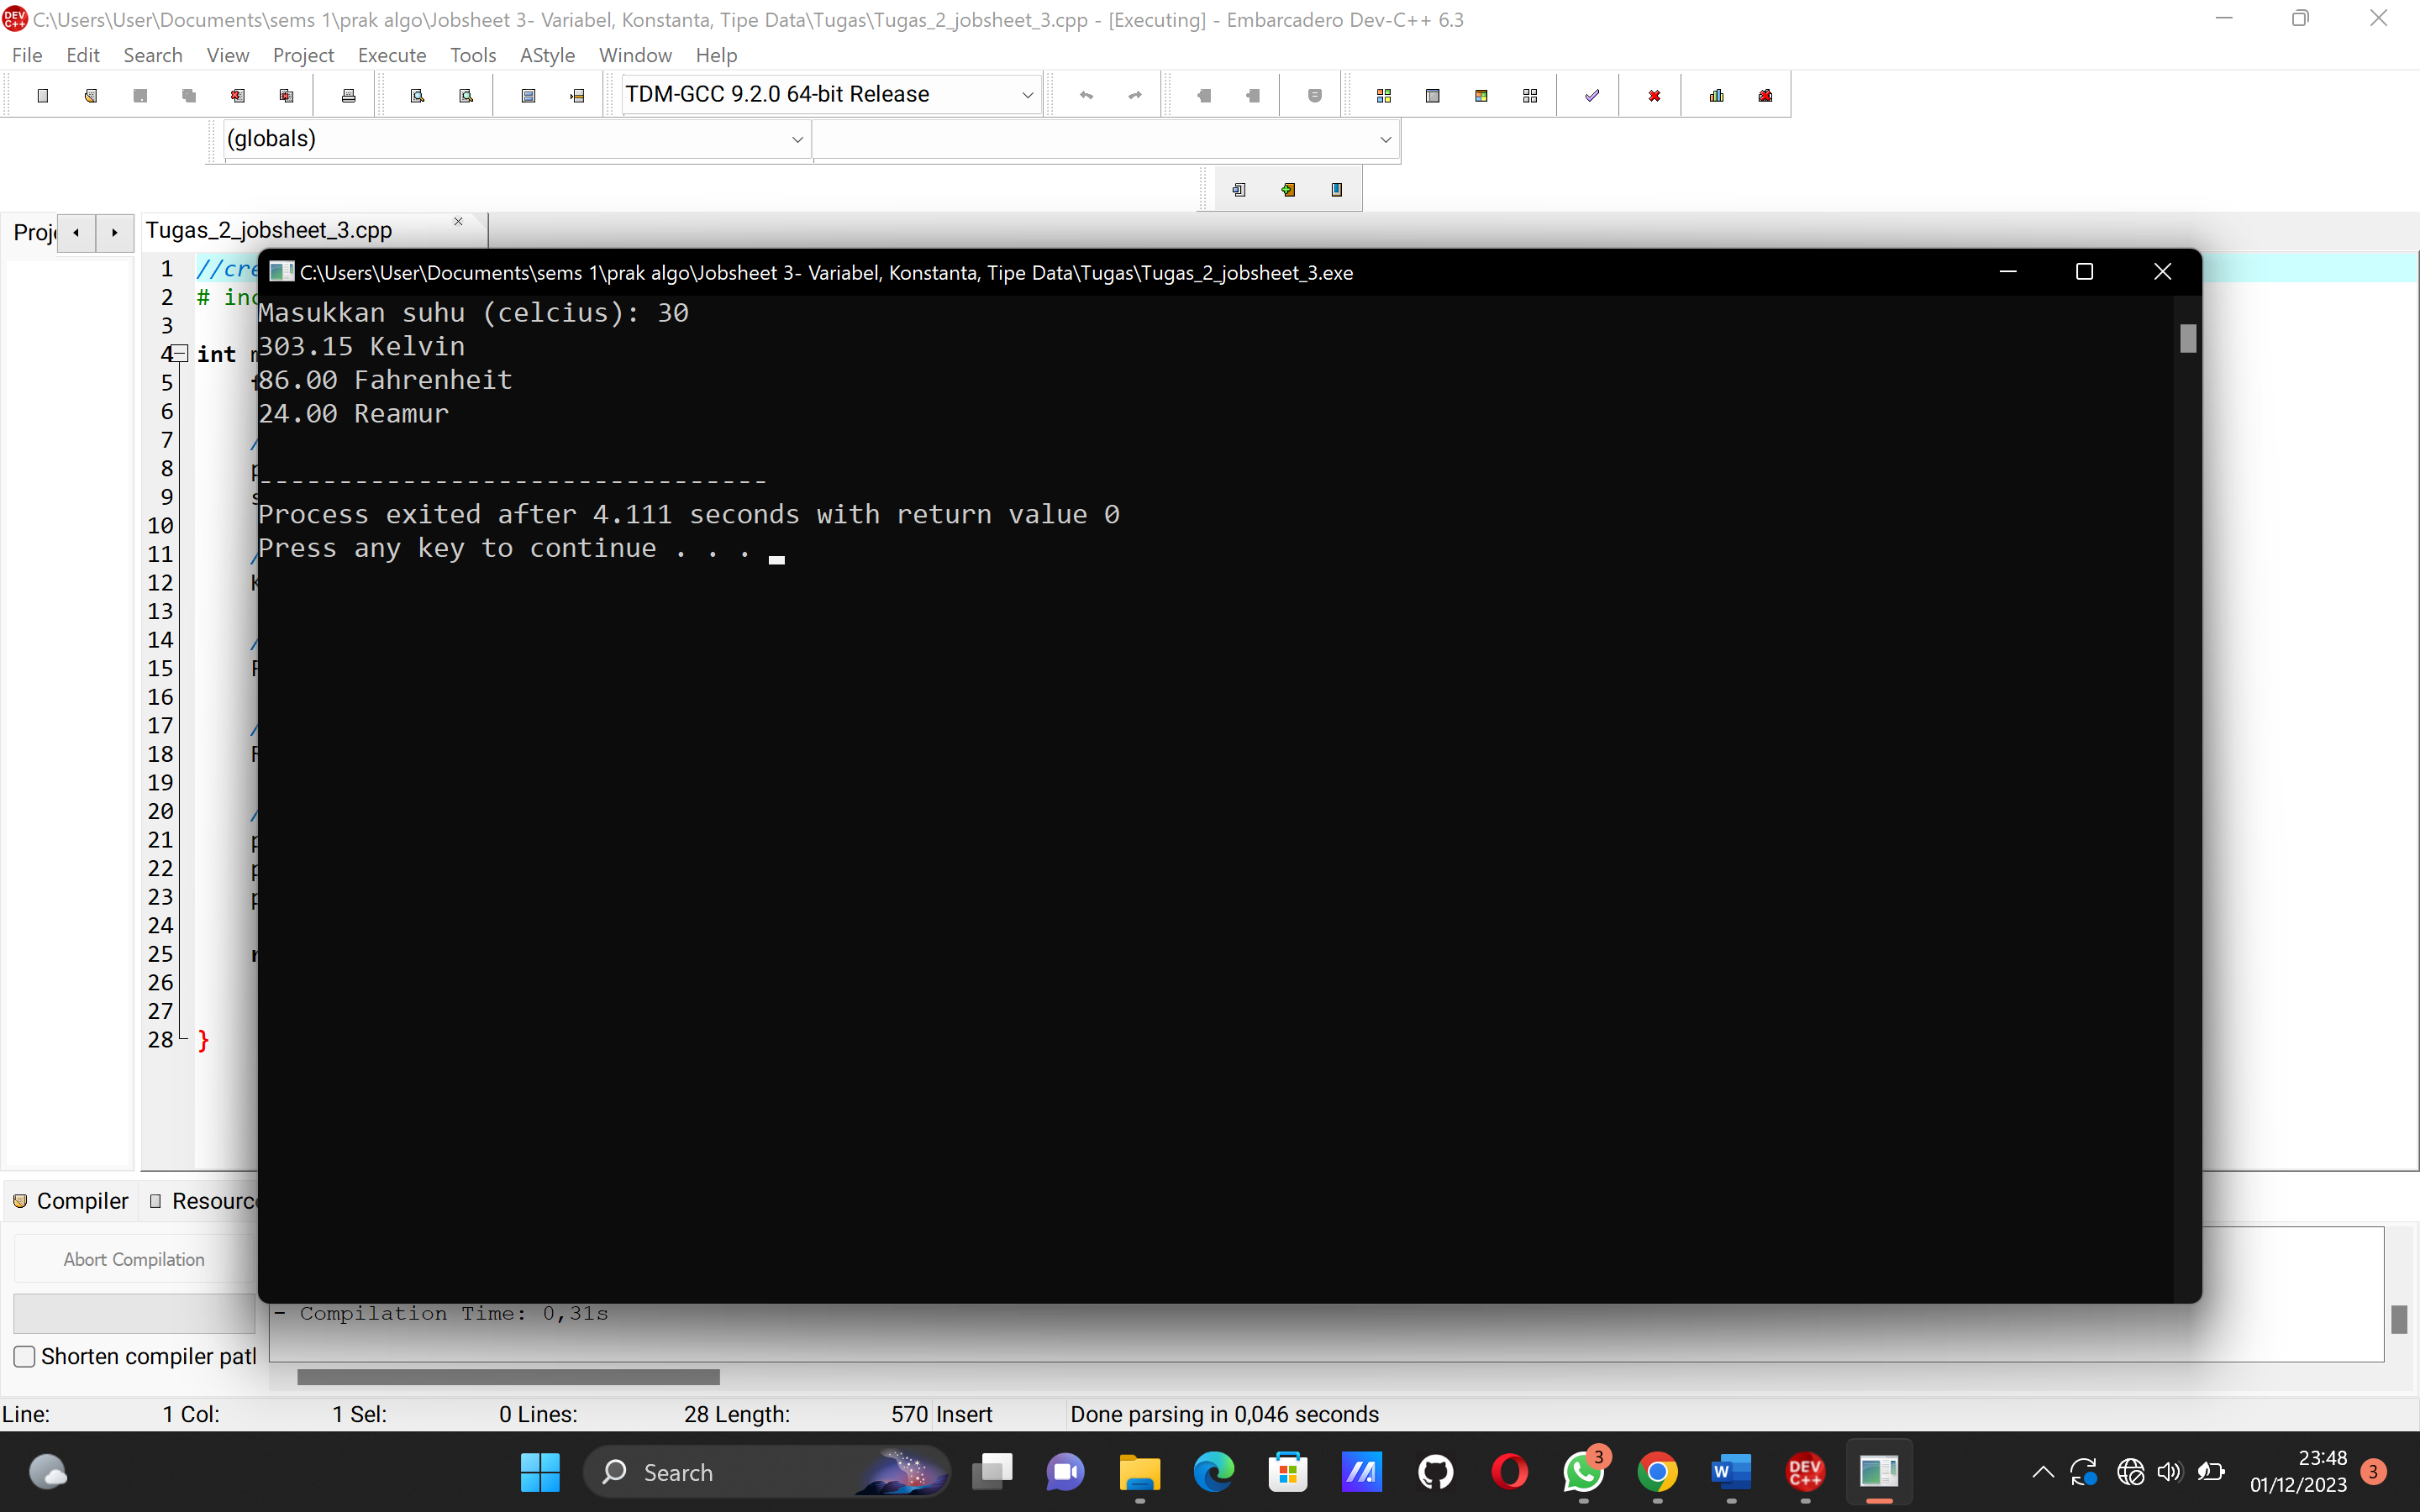 C:\Users\User\Documents\sems 1\prak algo\Jobsheet 3- Variabel, Konstanta, Tipe Data\Tugas\Tugas_2_jobsheet_3.cpp - [Executing] - Embarcadero Dev-C++ 6.3
File Edit Search View Project Execute Tools AStyle Window Help
TDM-GCC 9.2.0 64-bit Release
(globals)
Tugas_2_jobsheet_3.cpp
C:\Users\User\Documents\sems 1\prak algo\Jobsheet 3- Variabel, Konstanta, Tipe Data\Tugas\Tugas_2_jobsheet_3.exe
Masukkan suhu (celcius): 30
303.15 Kelvin
86.00 Fahrenheit
24.00 Reamur
--------------------------------
Process exited after 4.111 seconds with return value 0
Press any key to continue . . .
1 //cre
2 # inc
3
4 int
5
6
7 /
8 p
9 s
10
11 /
12 K
13
14 /
15
16
17 /
18
19
20 /
21 p
22 p
23 p
24
25 r
26
27
28 }
Compiler
Abort Compilation
- Compilation Time: 0,31s
Shorten compiler
Line: 1 Col: 1 Sel: 0 Lines: 28 Length: 570 Insert Done parsing in 0,046 seconds
DEV C++
Search
3
W
DEV C++
23:48
01/12/2023
3